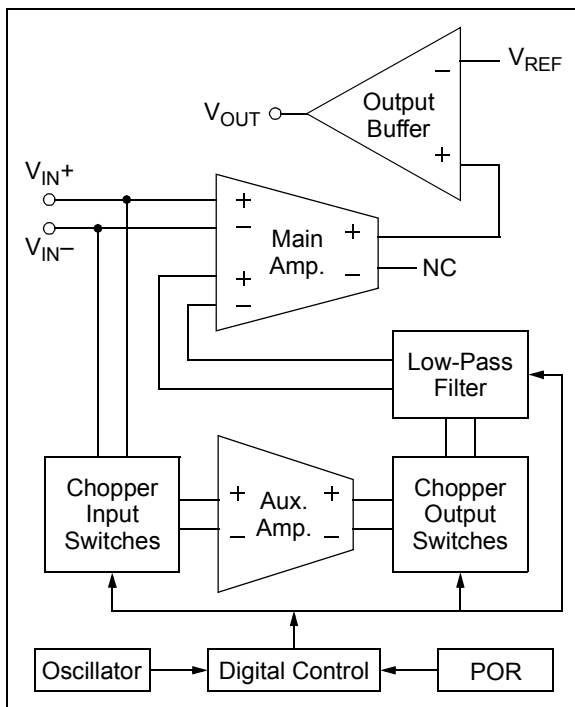 V_REF
Output
Buffer
V_OUT
−
+
V_IN+
V_IN−
+
−
+
−
Main
Amp.
+
−
NC
Low-Pass
Filter
Chopper
Input
Switches
+
−
Aux.
Amp.
+
−
Chopper
Output
Switches
Oscillator
Digital Control
POR